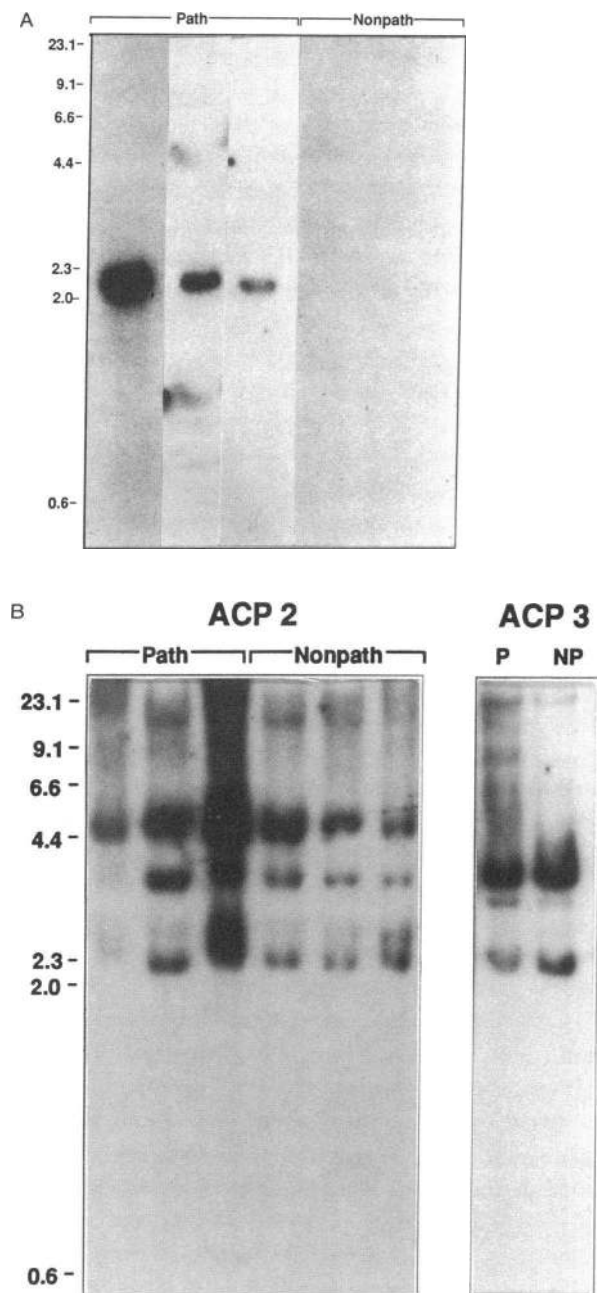 A
Path Nonpath
23.1-
9.1-
6.6-
4.4-
2.3-
2.0-
0.6-
B
ACP 2 ACP 3
Path Nonpath P NP
23.1 -
9.1 -
6.6 -
4.4 -
2.3 -
2.0 -
0.6 -